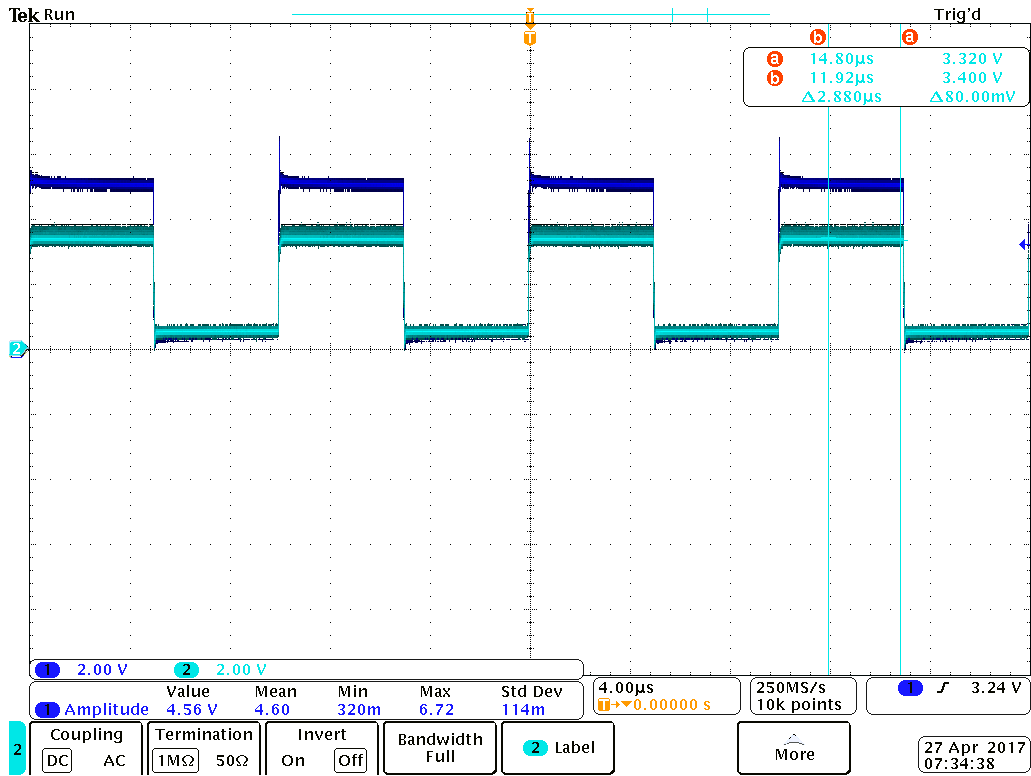 Tek Run Trig'd
T
T
b a
a 14.80µs 3.320 V
b 11.92µs 3.400 V
Δ2.880µs Δ80.00mV
2
1 2.00 V 2 2.00 V
Value Mean Min Max Std Dev
1 Amplitude 4.56 V 4.60 320m 6.72 114m
4.00µs
T→▼0.00000 s
250MS/s
10k points
1 3.24 V
2
Coupling
DC AC
Termination
1MΩ 50Ω
Invert
On Off
Bandwidth
Full
2 Label
More
27 Apr 2017
07:34:38